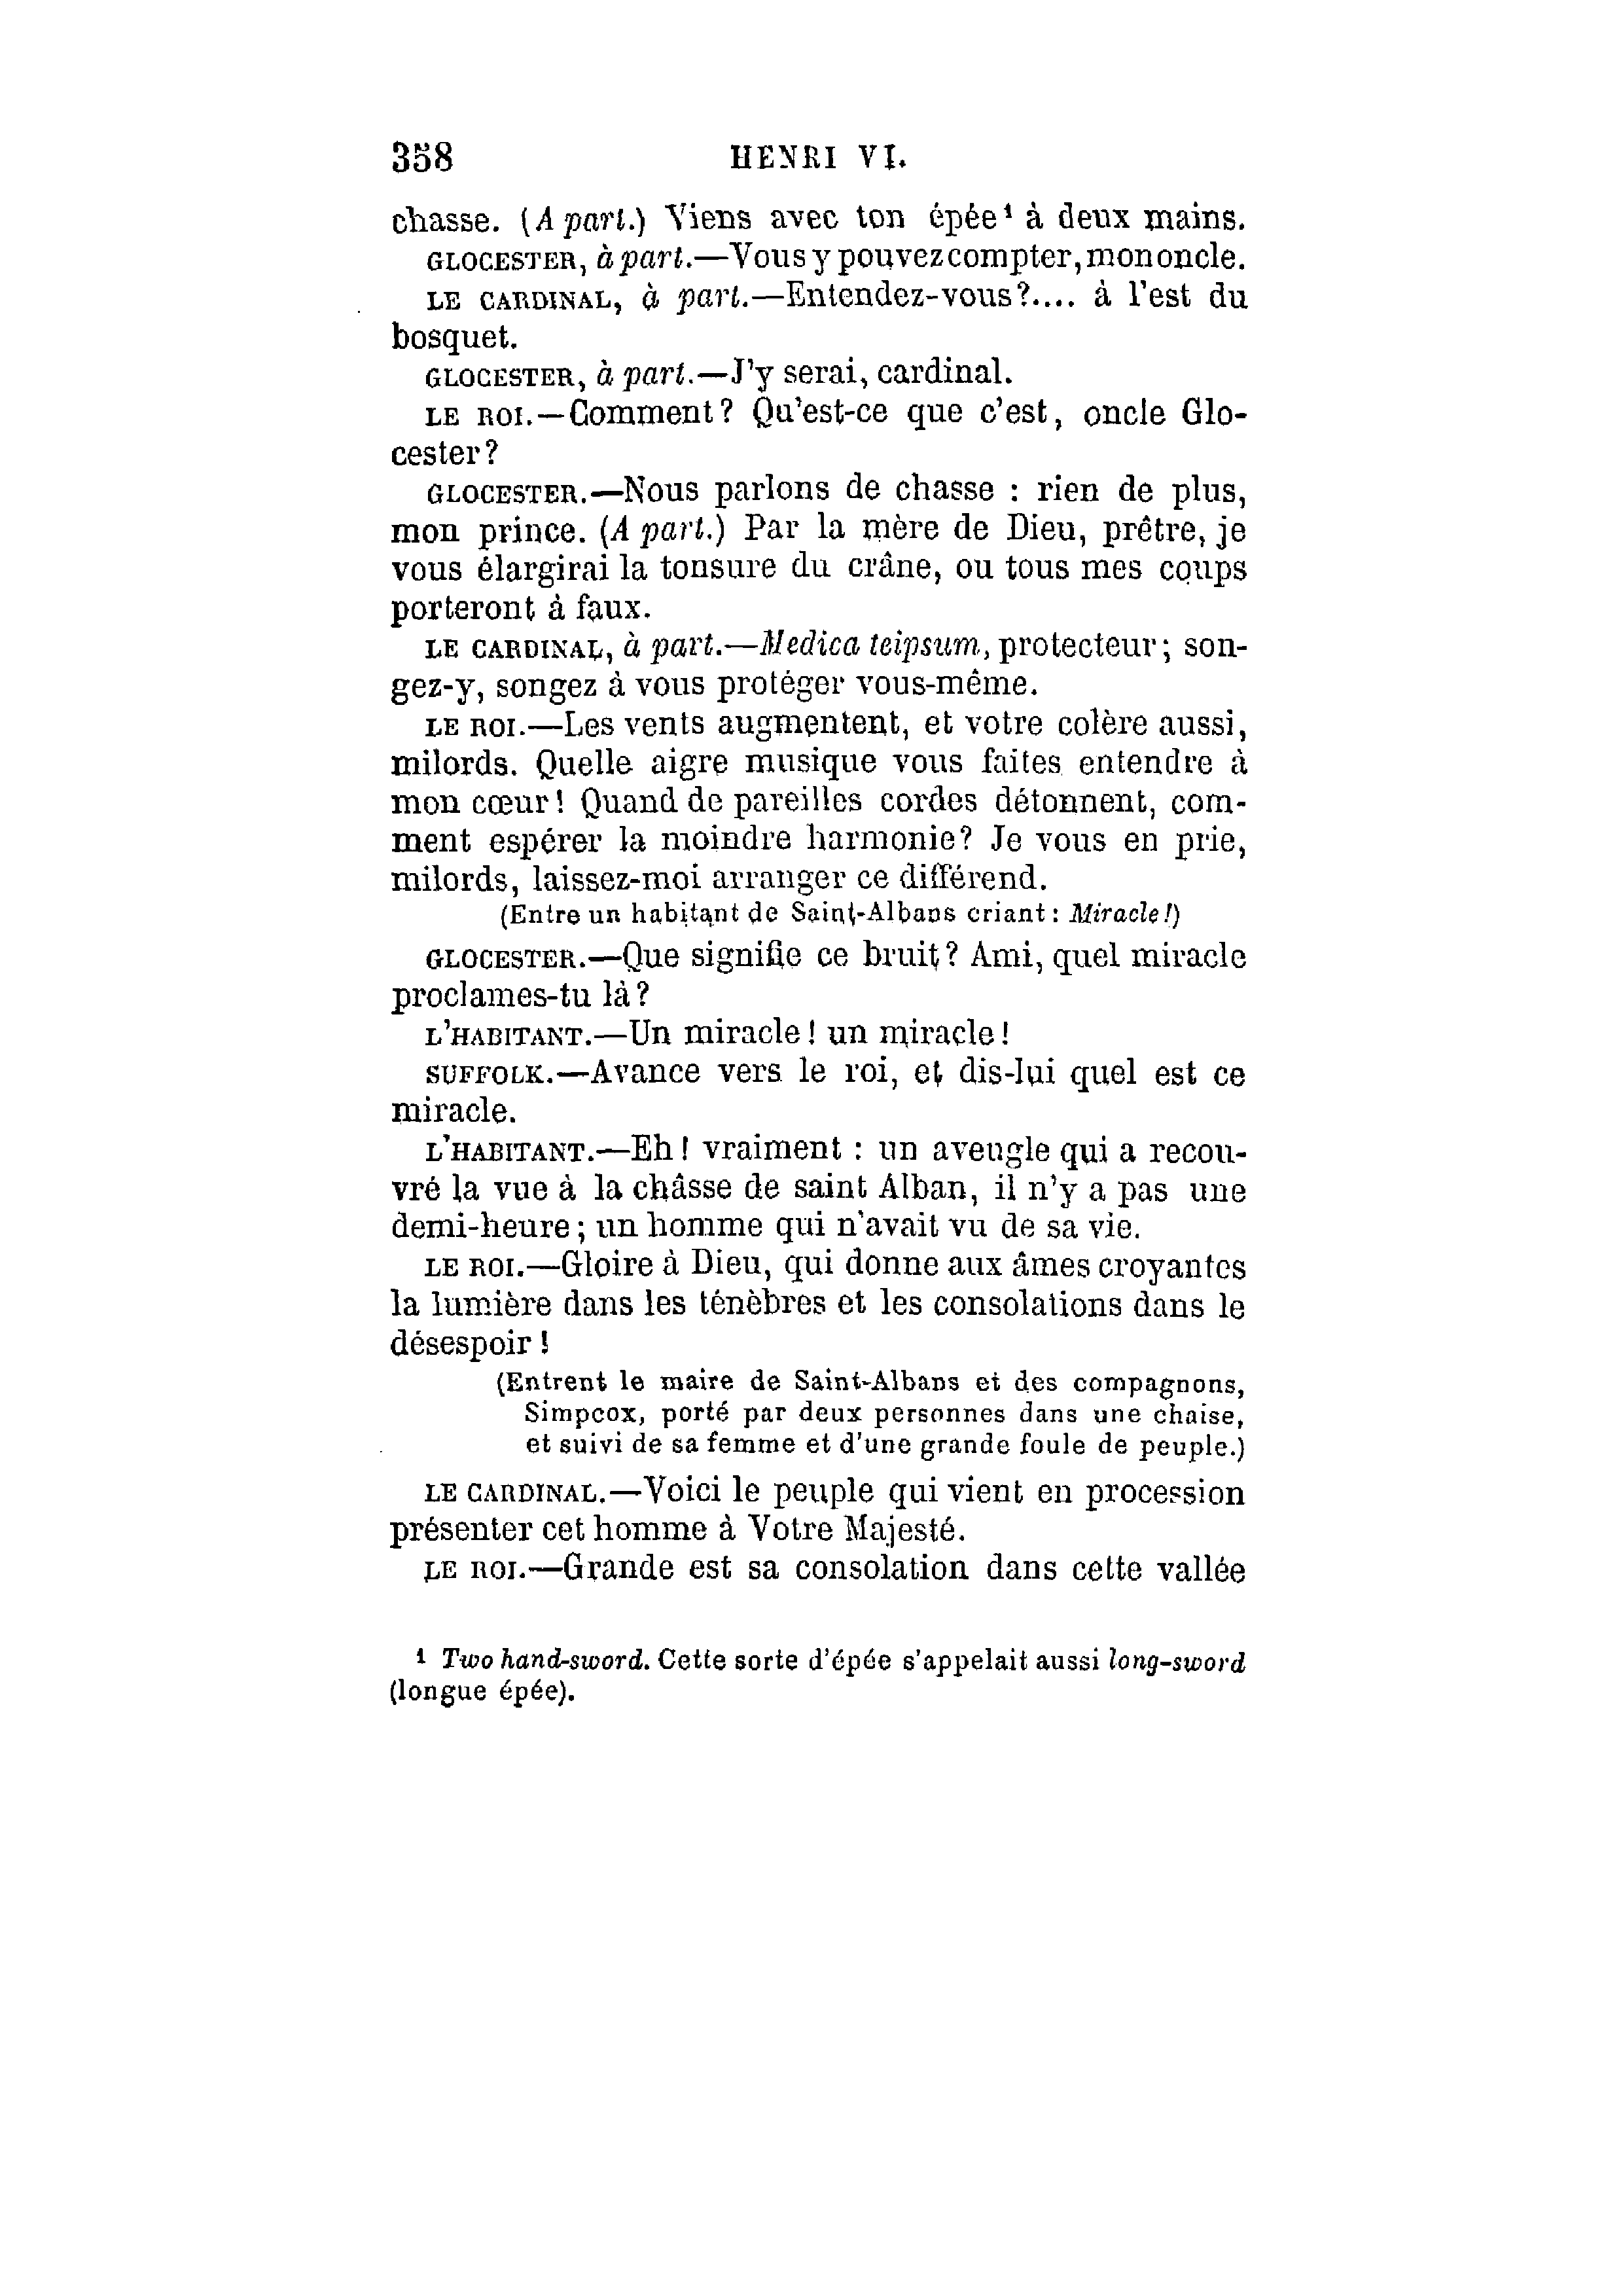 358 HENRI VI.
chasse. (A part.) Viens avec ton épée¹ à deux mains.
GLOCESTER, à part.—Vous y pouvez compter, mon oncle.
LE CARDINAL, à part.—Entendez-vous?.... à l'est du
bosquet.
GLOCESTER, à part.—J'y serai, cardinal.
LE ROI.—Comment? Qu'est-ce que c'est, oncle Glo-
cester?
GLOCESTER.—Nous parlons de chasse : rien de plus,
mon prince. (A part.) Par la mère de Dieu, prêtre, je
vous élargirai la tonsure du crâne, ou tous mes coups
porteront à faux.
LE CARDINAL, à part.—Medica teipsum, protecteur; son-
gez-y, songez à vous protéger vous-même.
LE ROI.—Les vents augmentent, et votre colère aussi,
milords. Quelle aigre musique vous faites entendre à
mon cœur! Quand de pareilles cordes détonnent, com-
ment espérer la moindre harmonie? Je vous en prie,
milords, laissez-moi arranger ce différend.
(Entre un habitant de Saint-Albans criant : Miracle!)
GLOCESTER.—Que signifie ce bruit? Ami, quel miracle
proclames-tu là?
L'HABITANT.—Un miracle! un miracle!
SUFFOLK.—Avance vers le roi, et dis-lui quel est ce
miracle.
L'HABITANT.—Eh! vraiment : un aveugle qui a recou-
vré la vue à la châsse de saint Alban, il n'y a pas une
demi-heure; un homme qui n'avait vu de sa vie.
LE ROI.—Gloire à Dieu, qui donne aux âmes croyantes
la lumière dans les ténèbres et les consolations dans le
désespoir!
(Entrent le maire de Saint-Albans et des compagnons,
Simpcox, porté par deux personnes dans une chaise,
et suivi de sa femme et d'une grande foule de peuple.)
LE CARDINAL.—Voici le peuple qui vient en procession
présenter cet homme à Votre Majesté.
LE ROI.—Grande est sa consolation dans cette vallée
¹ Two hand-sword. Cette sorte d'épée s'appelait aussi long-sword
(longue épée).